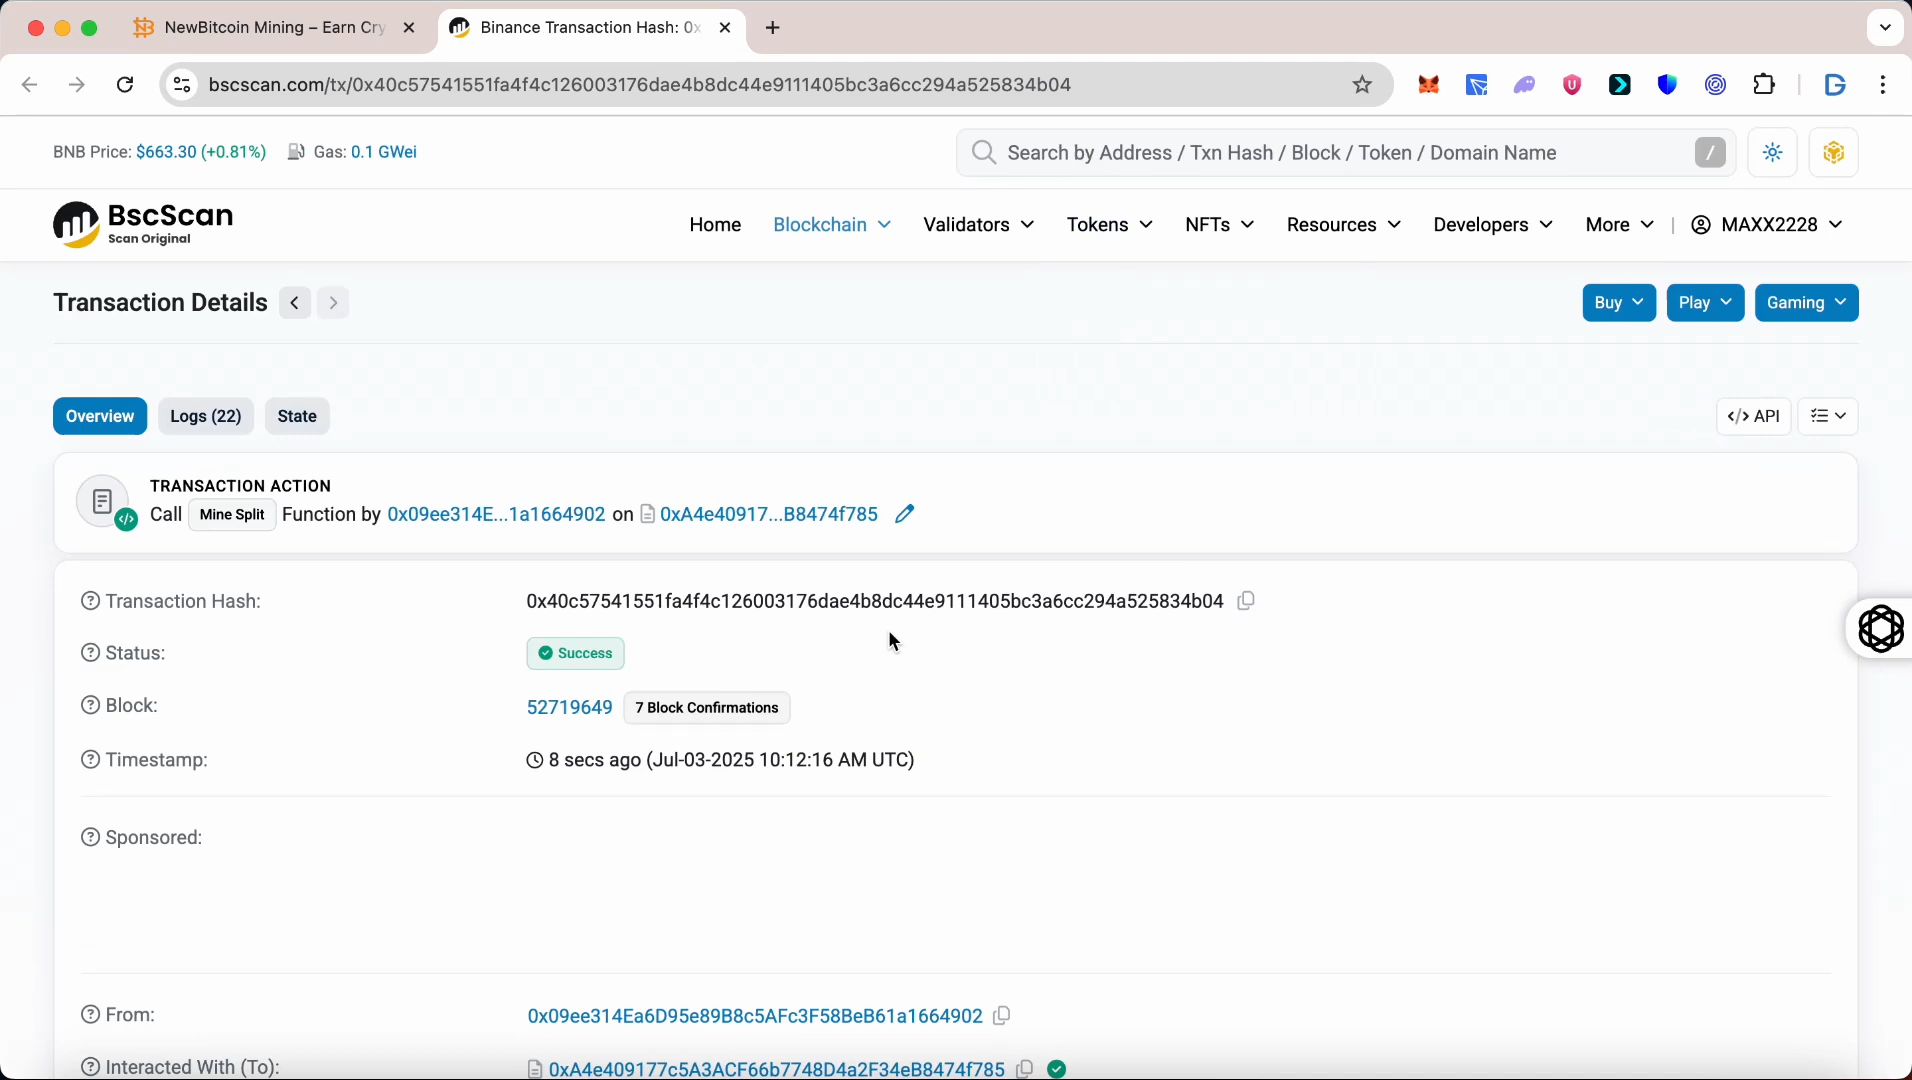 NewBitcoin Mining – Earn Cry
Binance Transaction Hash: 0x
bscscan.com/tx/0x40c57541551fa4f4c126003176dae4b8dc44e9111405bc3a6cc294a525834b04
BNB Price: $663.30 (+0.81%) Gas: 0.1 GWei
Search by Address / Txn Hash / Block / Token / Domain Name /
BscScan
Scan Original
Home Blockchain Validators Tokens NFTs Resources Developers More | MAXX2228
Transaction Details
Buy Play Gaming
Overview Logs (22) State
</> API
TRANSACTION ACTION
Call Mine Split Function by 0x09ee314E...1a1664902 on 0xA4e40917...B8474f785
Transaction Hash: 0x40c57541551fa4f4c126003176dae4b8dc44e9111405bc3a6cc294a525834b04
Status: Success
Block: 52719649 7 Block Confirmations
Timestamp: 8 secs ago (Jul-03-2025 10:12:16 AM UTC)
Sponsored:
From: 0x09ee314Ea6D95e89B8c5AFc3F58BeB61a1664902
Interacted With (To): 0xA4e409177c5A3ACF66b7748D4a2F34eB8474f785